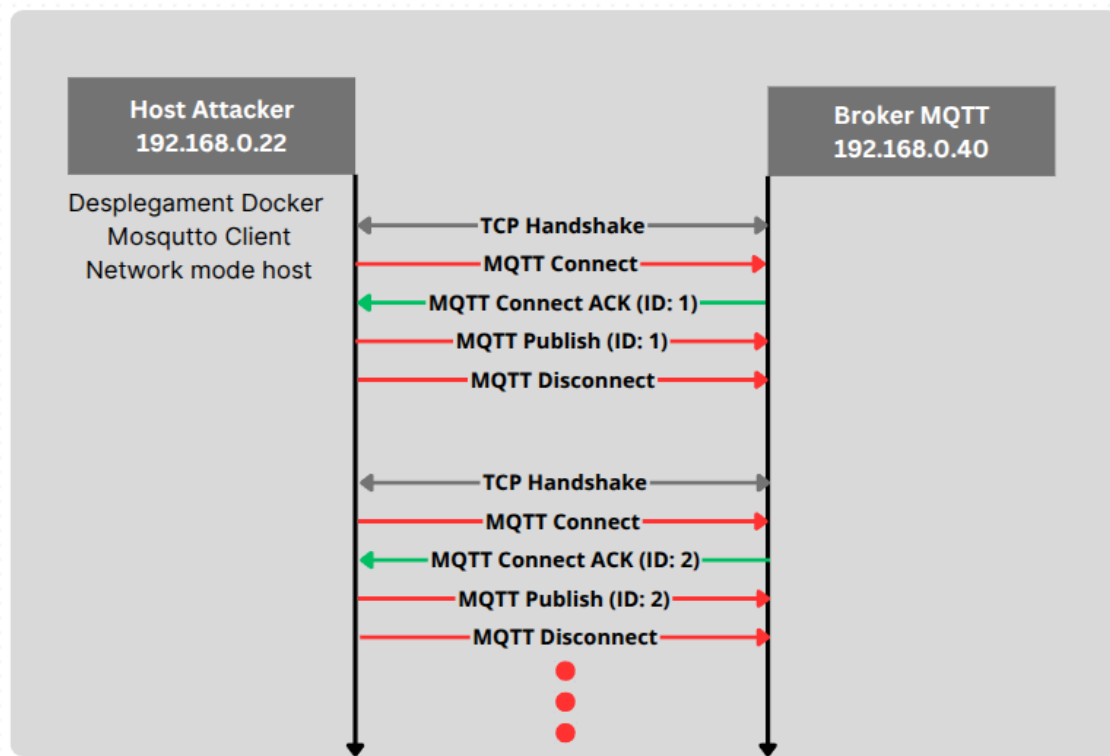 Host Attacker
192.168.0.22
Broker MQTT
192.168.0.40
Desplegament Docker
Mosqutto Client
Network mode host
TCP Handshake
MQTT Connect
MQTT Connect ACK (ID: 1)
MQTT Publish (ID: 1)
MQTT Disconnect
TCP Handshake
MQTT Connect
MQTT Connect ACK (ID: 2)
MQTT Publish (ID: 2)
MQTT Disconnect